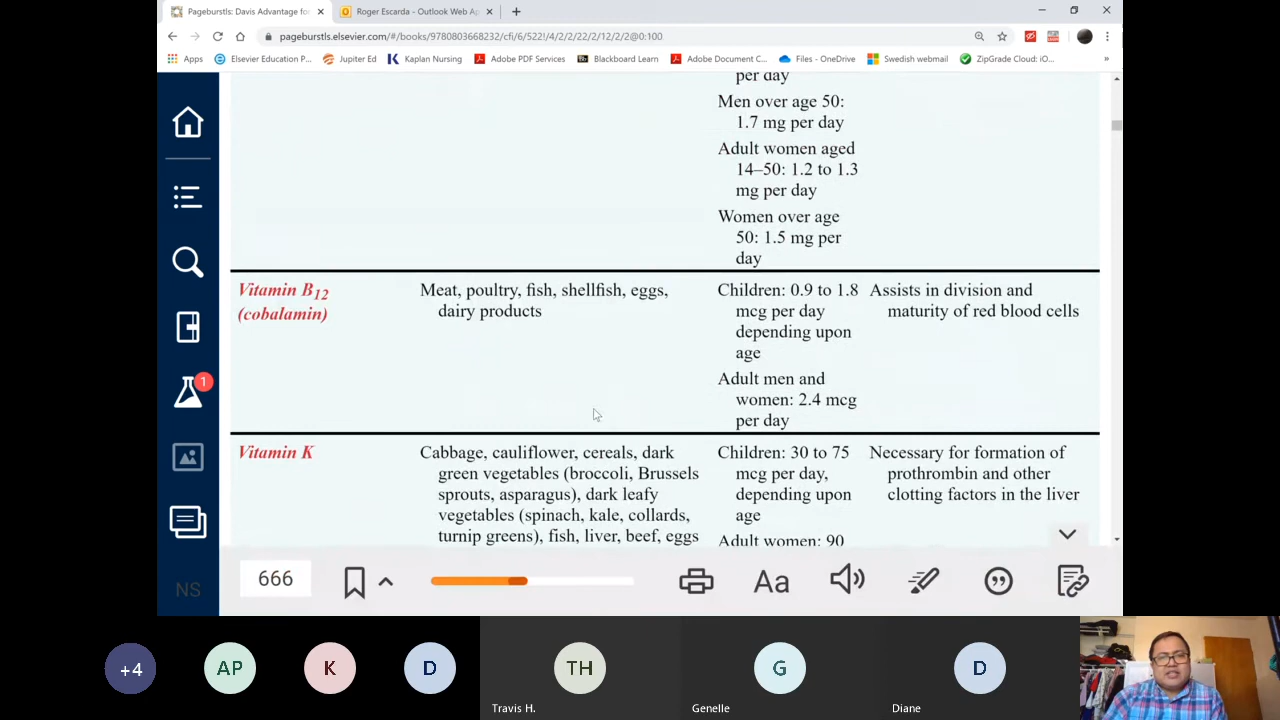 Pageburstls: Davis Advantage for
Roger Escarda - Outlook Web Ap
pageburstls.elsevier.com/#/books/9780803668232/cfi/6/522!/4/2/2/22/2/12/2/2@0:100
Apps
Elsevier Education P...
Jupiter Ed
Kaplan Nursing
Adobe PDF Services
Blackboard Learn
Adobe Document C...
Files - OneDrive
Swedish webmail
ZipGrade Cloud: iO...
»
per day
Men over age 50:
1.7 mg per day
Adult women aged
14–50: 1.2 to 1.3
mg per day
Women over age
50: 1.5 mg per
day
Vitamin B12
(cobalamin)
Meat, poultry, fish, shellfish, eggs,
dairy products
Children: 0.9 to 1.8
mcg per day
depending upon
age
Adult men and
women: 2.4 mcg
per day
Assists in division and
maturity of red blood cells
Vitamin K
Cabbage, cauliflower, cereals, dark
green vegetables (broccoli, Brussels
sprouts, asparagus), dark leafy
vegetables (spinach, kale, collards,
turnip greens), fish, liver, beef, eggs
Children: 30 to 75
mcg per day,
depending upon
age
Adult women: 90
Necessary for formation of
prothrombin and other
clotting factors in the liver
1
NS
666
Aa
+4
AP
K
D
TH
G
D
Travis H.
Genelle
Diane